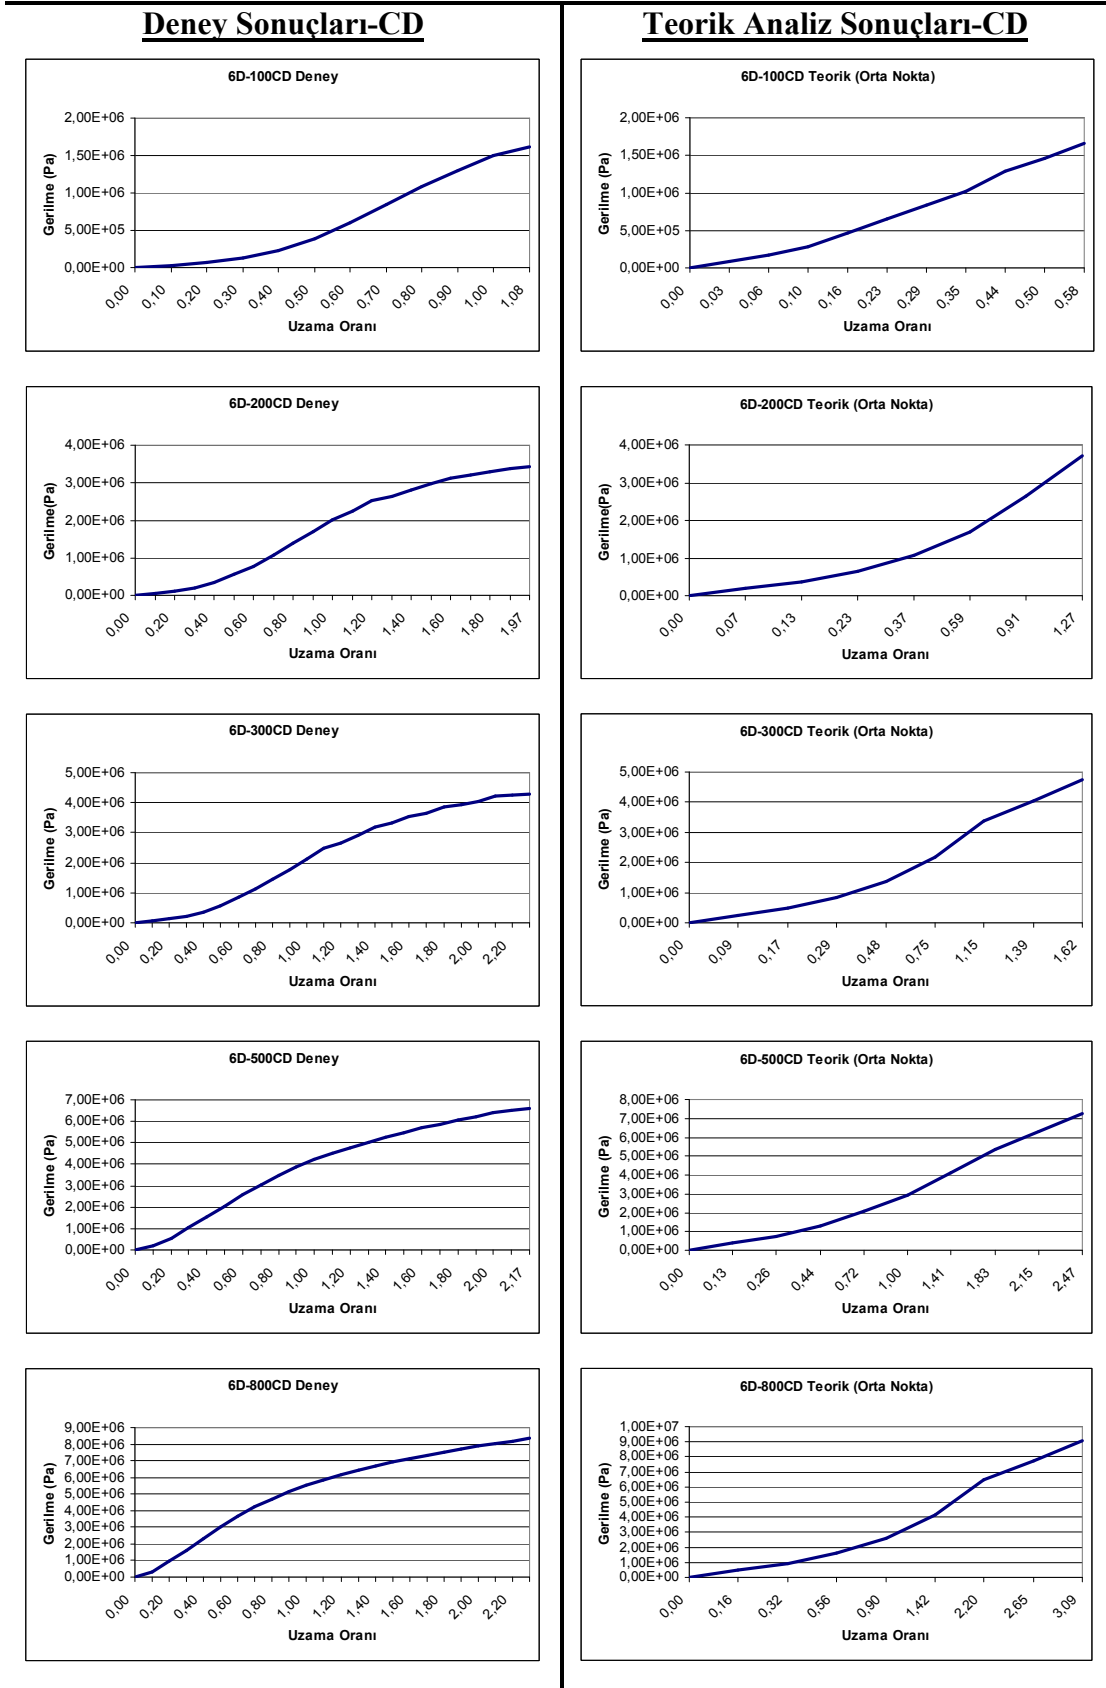 Deney Sonuçları-CD
Teorik Analiz Sonuçları-CD
6D-100CD Deney
2,00E+06
1,50E+06
1,00E+06
5,00E+05
0,00E+00
Gerilme (Pa)
0,00 0,10 0,20 0,30 0,40 0,50 0,60 0,70 0,80 0,90 1,00 1,08
Uzama Oranı
6D-100CD Teorik (Orta Nokta)
2,00E+06
1,50E+06
1,00E+06
5,00E+05
0,00E+00
Gerilme (Pa)
0,00 0,03 0,06 0,10 0,16 0,23 0,29 0,35 0,44 0,50 0,58
Uzama Oranı
6D-200CD Deney
4,00E+06
3,00E+06
2,00E+06
1,00E+06
0,00E+00
Gerilme(Pa)
0,00 0,20 0,40 0,60 0,80 1,00 1,20 1,40 1,60 1,80 1,97
Uzama Oranı
6D-200CD Teorik (Orta Nokta)
4,00E+06
3,00E+06
2,00E+06
1,00E+06
0,00E+00
Gerilme(Pa)
0,00 0,07 0,13 0,23 0,37 0,59 0,91 1,27
Uzama Oranı
6D-300CD Deney
5,00E+06
4,00E+06
3,00E+06
2,00E+06
1,00E+06
0,00E+00
Gerilme (Pa)
0,00 0,20 0,40 0,60 0,80 1,00 1,20 1,40 1,60 1,80 2,00 2,20
Uzama Oranı
6D-300CD Teorik (Orta Nokta)
5,00E+06
4,00E+06
3,00E+06
2,00E+06
1,00E+06
0,00E+00
Gerilme (Pa)
0,00 0,09 0,17 0,29 0,48 0,75 1,15 1,39 1,62
Uzama Oranı
6D-500CD Deney
7,00E+06
6,00E+06
5,00E+06
4,00E+06
3,00E+06
2,00E+06
1,00E+06
0,00E+00
Gerilme (Pa)
0,00 0,20 0,40 0,60 0,80 1,00 1,20 1,40 1,60 1,80 2,00 2,17
Uzama Oranı
6D-500CD Teorik (Orta Nokta)
8,00E+06
7,00E+06
6,00E+06
5,00E+06
4,00E+06
3,00E+06
2,00E+06
1,00E+06
0,00E+00
Gerilme (Pa)
0,00 0,13 0,26 0,44 0,72 1,00 1,41 1,83 2,15 2,47
Uzama Oranı
6D-800CD Deney
9,00E+06
8,00E+06
7,00E+06
6,00E+06
5,00E+06
4,00E+06
3,00E+06
2,00E+06
1,00E+06
0,00E+00
Gerilme (Pa)
0,00 0,20 0,40 0,60 0,80 1,00 1,20 1,40 1,60 1,80 2,00 2,20
Uzama Oranı
6D-800CD Teorik (Orta Nokta)
1,00E+07
9,00E+06
8,00E+06
7,00E+06
6,00E+06
5,00E+06
4,00E+06
3,00E+06
2,00E+06
1,00E+06
0,00E+00
Gerilme (Pa)
0,00 0,16 0,32 0,56 0,90 1,42 2,20 2,65 3,09
Uzama Oranı